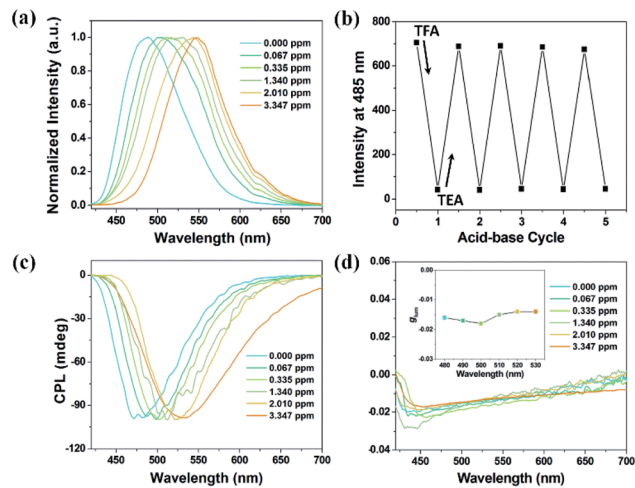 (a)
Normalized Intensity (a.u.)
1.0
0.8
0.6
0.4
0.2
0.0
0.000 ppm
0.067 ppm
0.335 ppm
1.340 ppm
2.010 ppm
3.347 ppm
450 500 550 600 650 700
Wavelength (nm)
(b)
Intensity at 485 nm
800
600
400
200
0
TFA
TEA
0 1 2 3 4 5
Acid-base Cycle
(c)
CPL (mdeg)
0
-30
-60
-90
-120
0.000 ppm
0.067 ppm
0.335 ppm
1.340 ppm
2.010 ppm
3.347 ppm
450 500 550 600 650 700
Wavelength (nm)
(d)
0.06
0.04
0.02
0.00
-0.02
-0.04
glum
0.00
-0.01
-0.02
-0.03
480 490 500 510 520 530
Wavelength (nm)
0.000 ppm
0.067 ppm
0.335 ppm
1.340 ppm
2.010 ppm
3.347 ppm
450 500 550 600 650 700
Wavelength (nm)